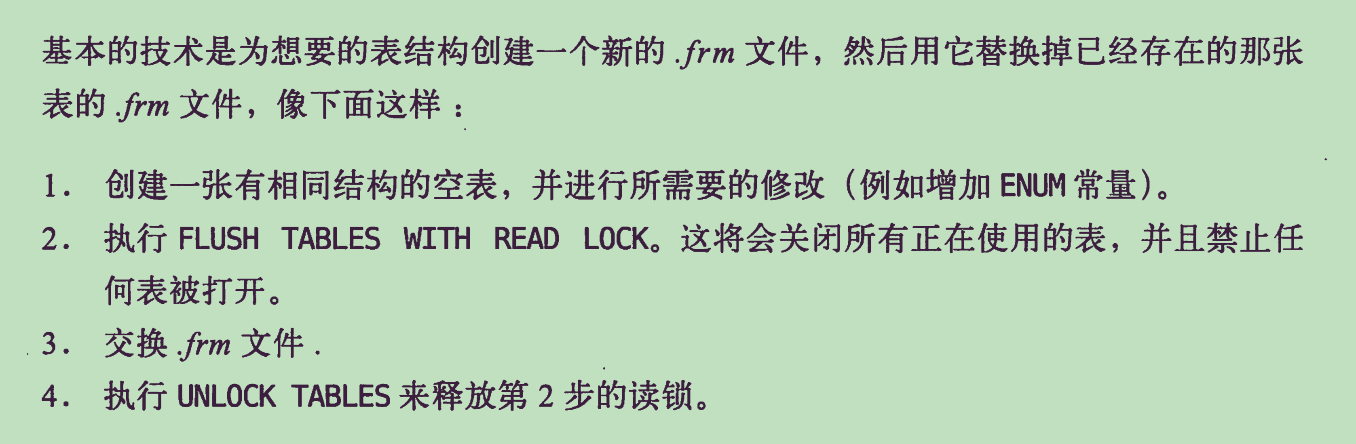 基本的技术是为想要的表结构创建一个新的 .frm 文件，然后用它替换掉已经存在的那张
表的 .frm 文件，像下面这样：
1. 创建一张有相同结构的空表，并进行所需要的修改（例如增加 ENUM 常量）。
2. 执行 FLUSH TABLES WITH READ LOCK。这将会关闭所有正在使用的表，并且禁止任
何表被打开。
3. 交换 .frm 文件 .
4. 执行 UNLOCK TABLES 来释放第 2 步的读锁。